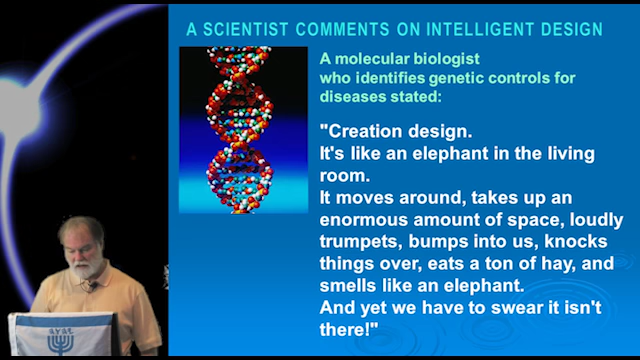 A SCIENTIST COMMENTS ON INTELLIGENT DESIGN
A molecular biologist
who identifies genetic controls for
diseases stated:
"Creation design.
It's like an elephant in the living
room.
It moves around, takes up an
enormous amount of space, loudly
trumpets, bumps into us, knocks
things over, eats a ton of hay, and
smells like an elephant.
And yet we have to swear it isn't
there!"